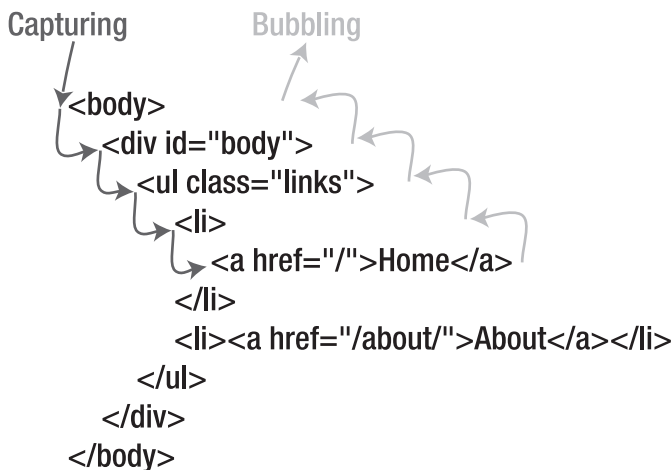 Capturing Bubbling
<body>
<div id="body">
<ul class="links">
<li>
<a href="/">Home</a>
</li>
<li><a href="/about/">About</a></li>
</ul>
</div>
</body>